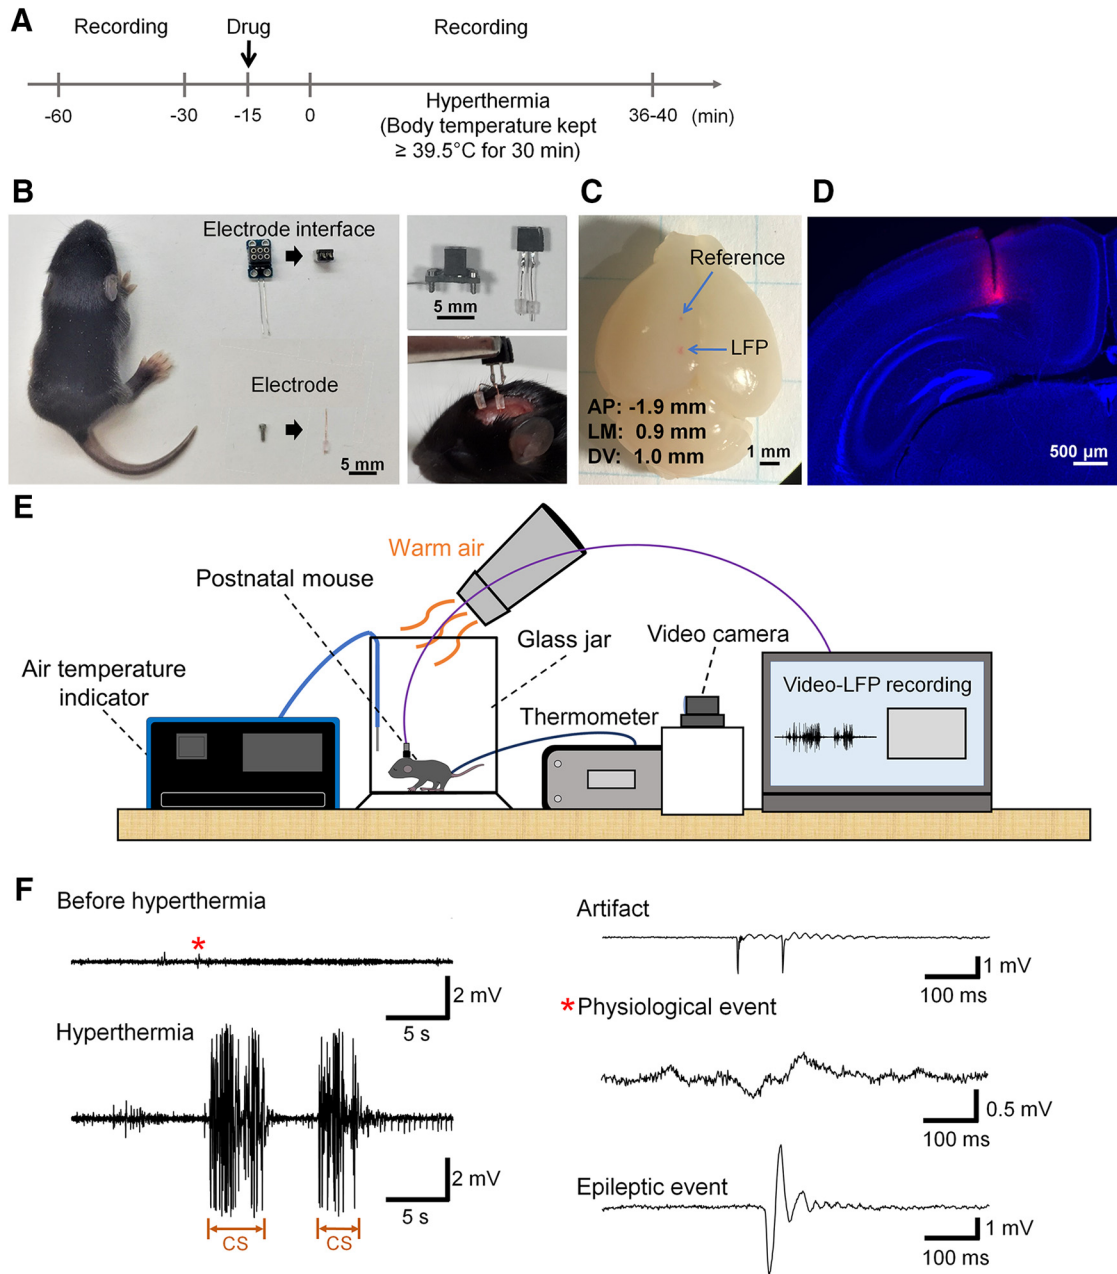 A
Recording
Drug
Recording
-60
-30
-15
0
36-40
(min)
Hyperthermia
(Body temperature kept
≥ 39.5°C for 30 min)
B
Electrode interface
Electrode
5 mm
5 mm
C
Reference
LFP
AP: -1.9 mm
LM: 0.9 mm
DV: 1.0 mm
1 mm
D
500 µm
E
Warm air
Postnatal mouse
Glass jar
Video camera
Air temperature
indicator
Thermometer
Video-LFP recording
F
Before hyperthermia
*
2 mV
5 s
Hyperthermia
2 mV
5 s
CS
CS
Artifact
1 mV
100 ms
*Physiological event
0.5 mV
100 ms
Epileptic event
1 mV
100 ms